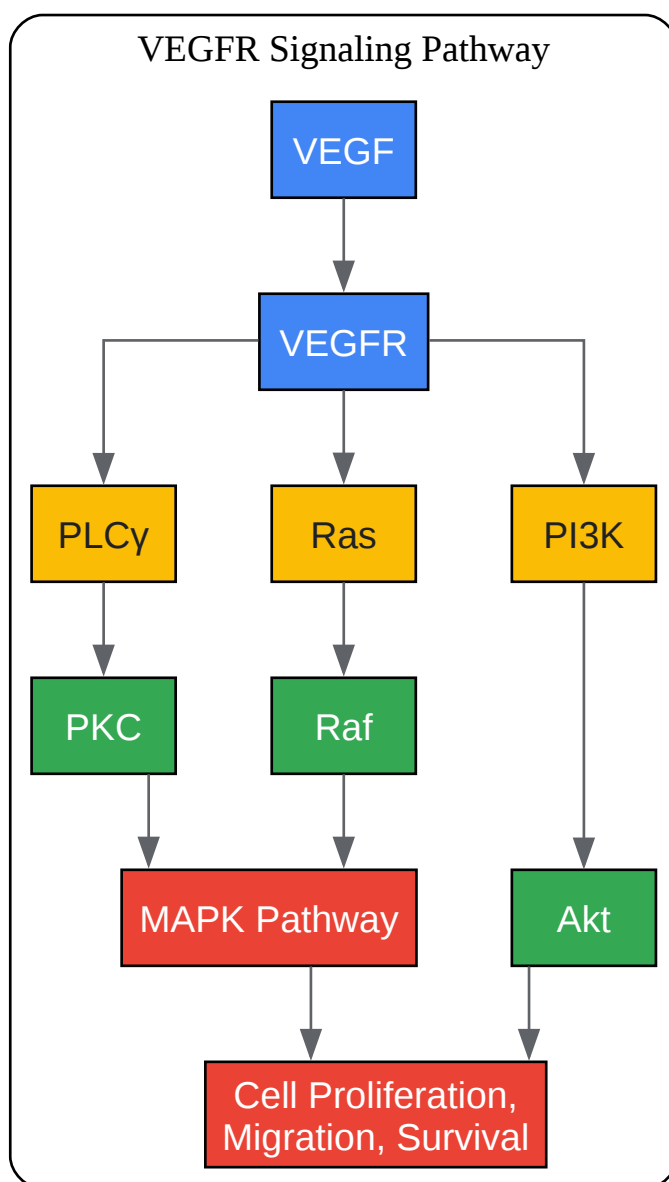 VEGFR Signaling Pathway
VEGF
VEGFR
PLCγ
Ras
PI3K
PKC
Raf
MAPK Pathway
Akt
Cell Proliferation,
Migration, Survival